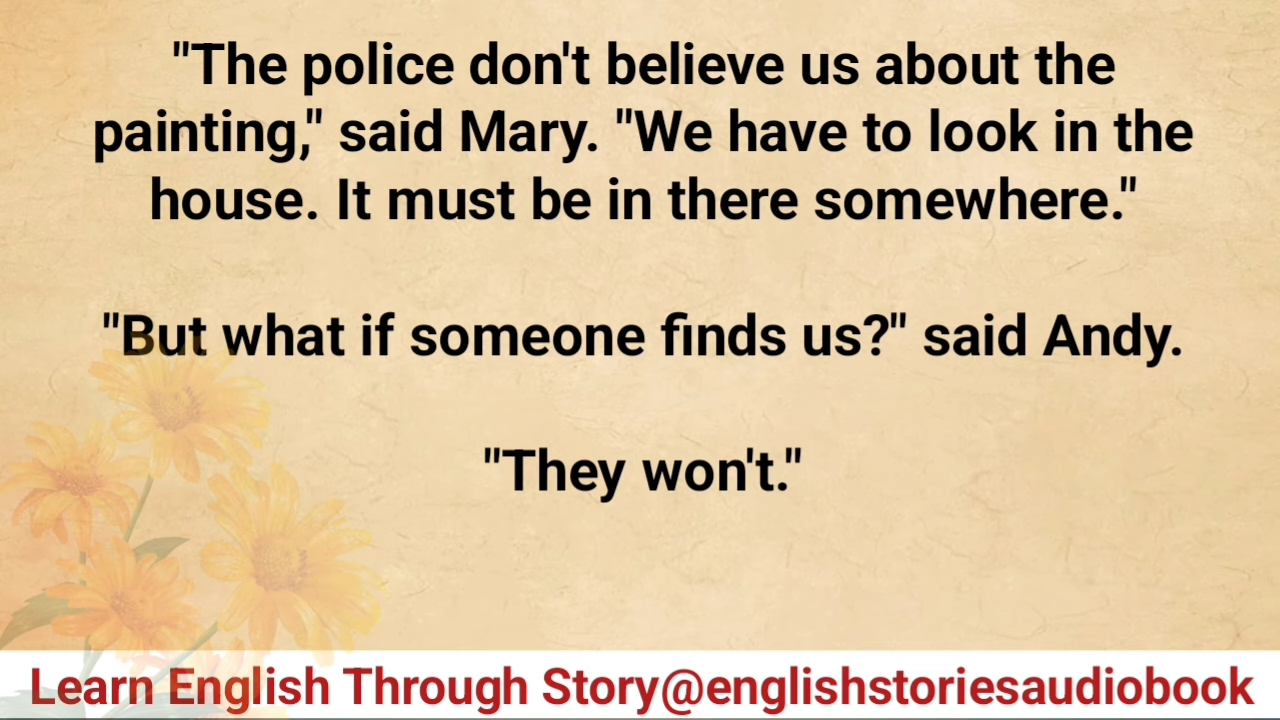 "The police don't believe us about the
painting," said Mary. "We have to look in the
house. It must be in there somewhere."
"But what if someone finds us?" said Andy.
"They won't."
Learn English Through Story@englishstoriesaudiobook